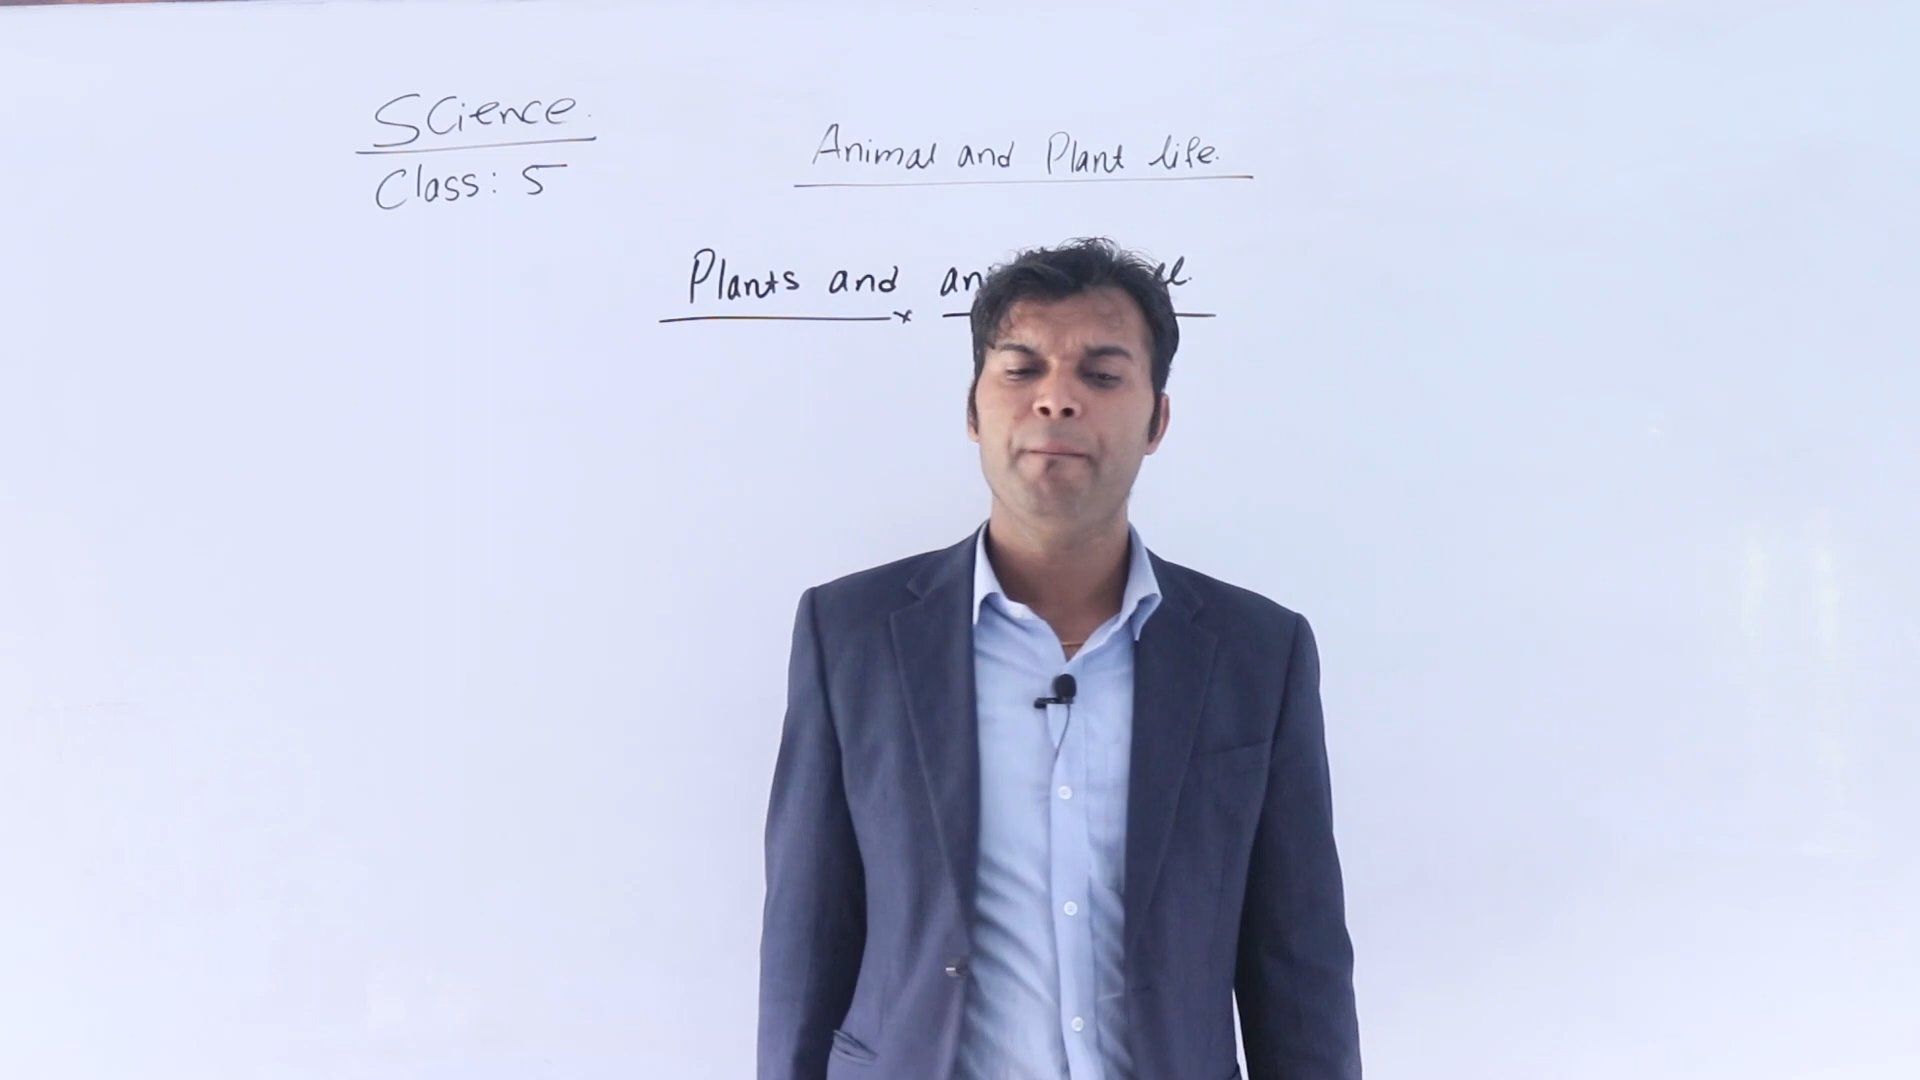 Science.
Class: 5
Animal and Plant life.
Plants and